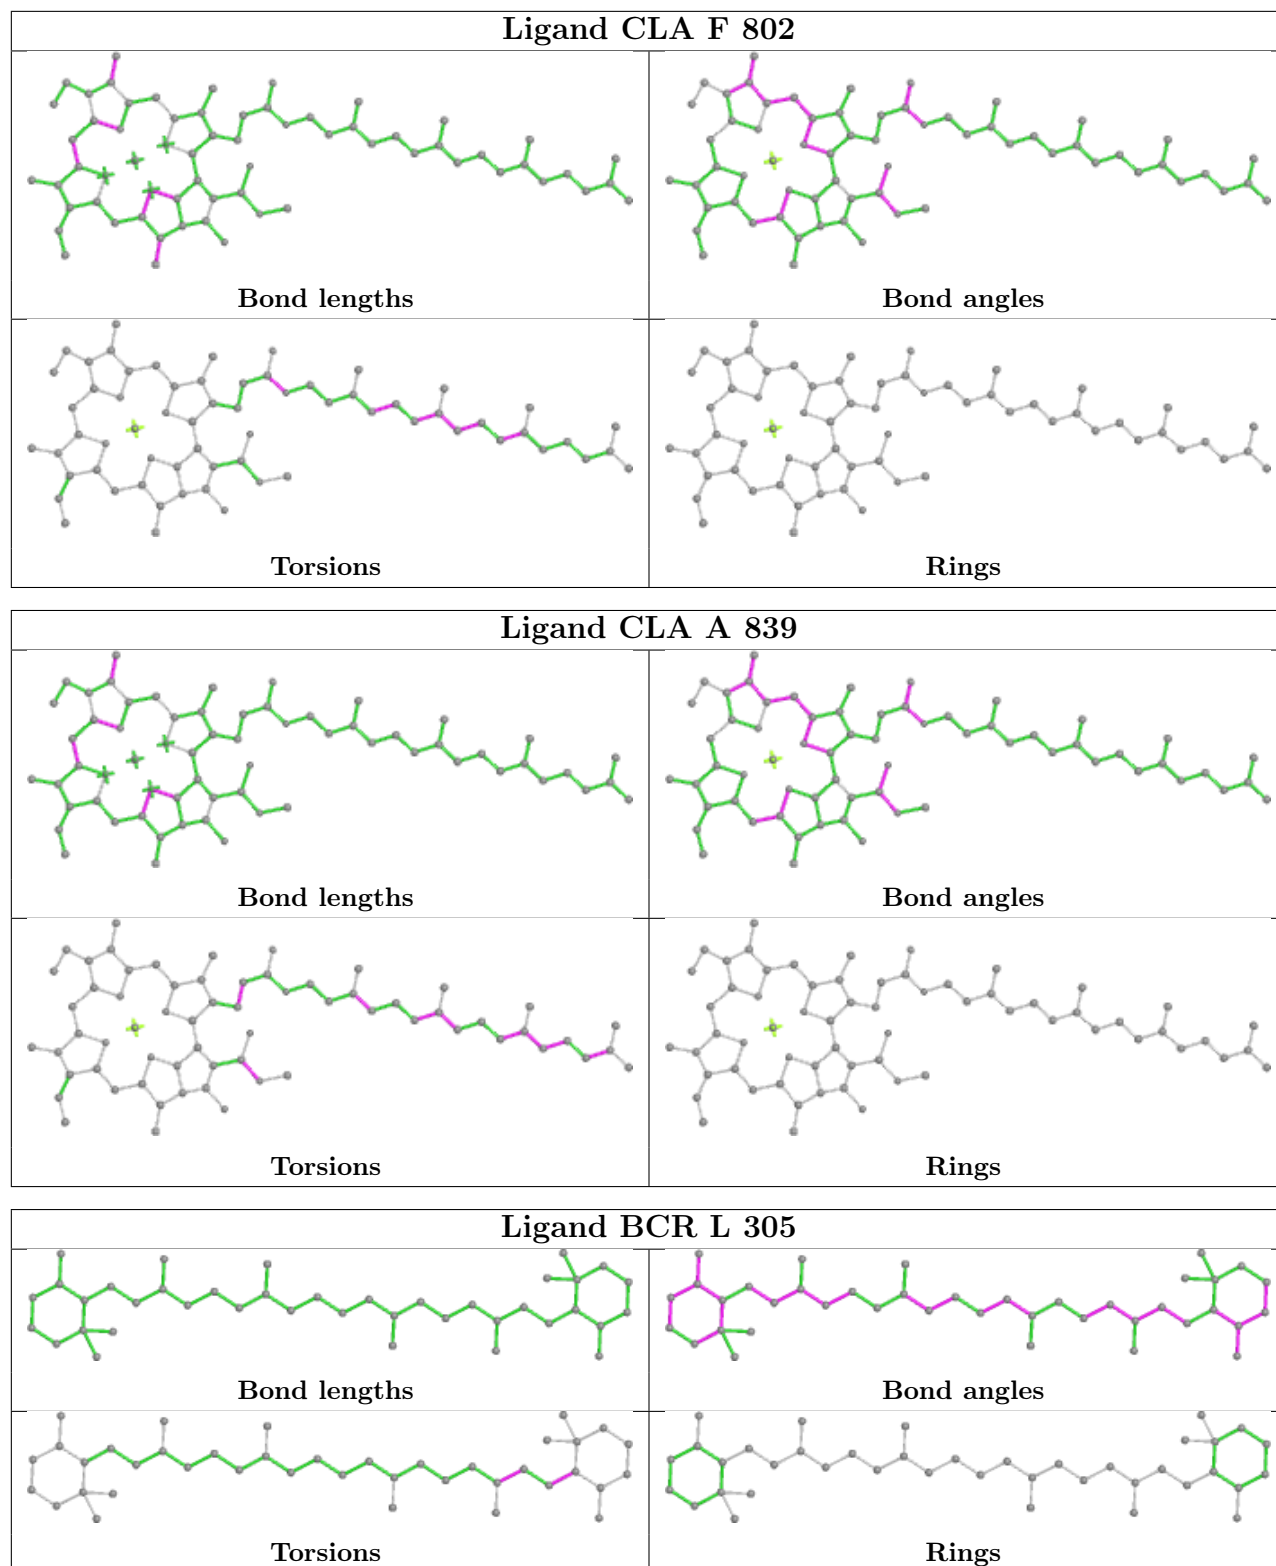 Ligand CLA F 802
Bond lengths
Bond angles
Torsions
Rings
Ligand CLA A 839
Bond lengths
Bond angles
Torsions
Rings
Ligand BCR L 305
Bond lengths
Bond angles
Torsions
Rings